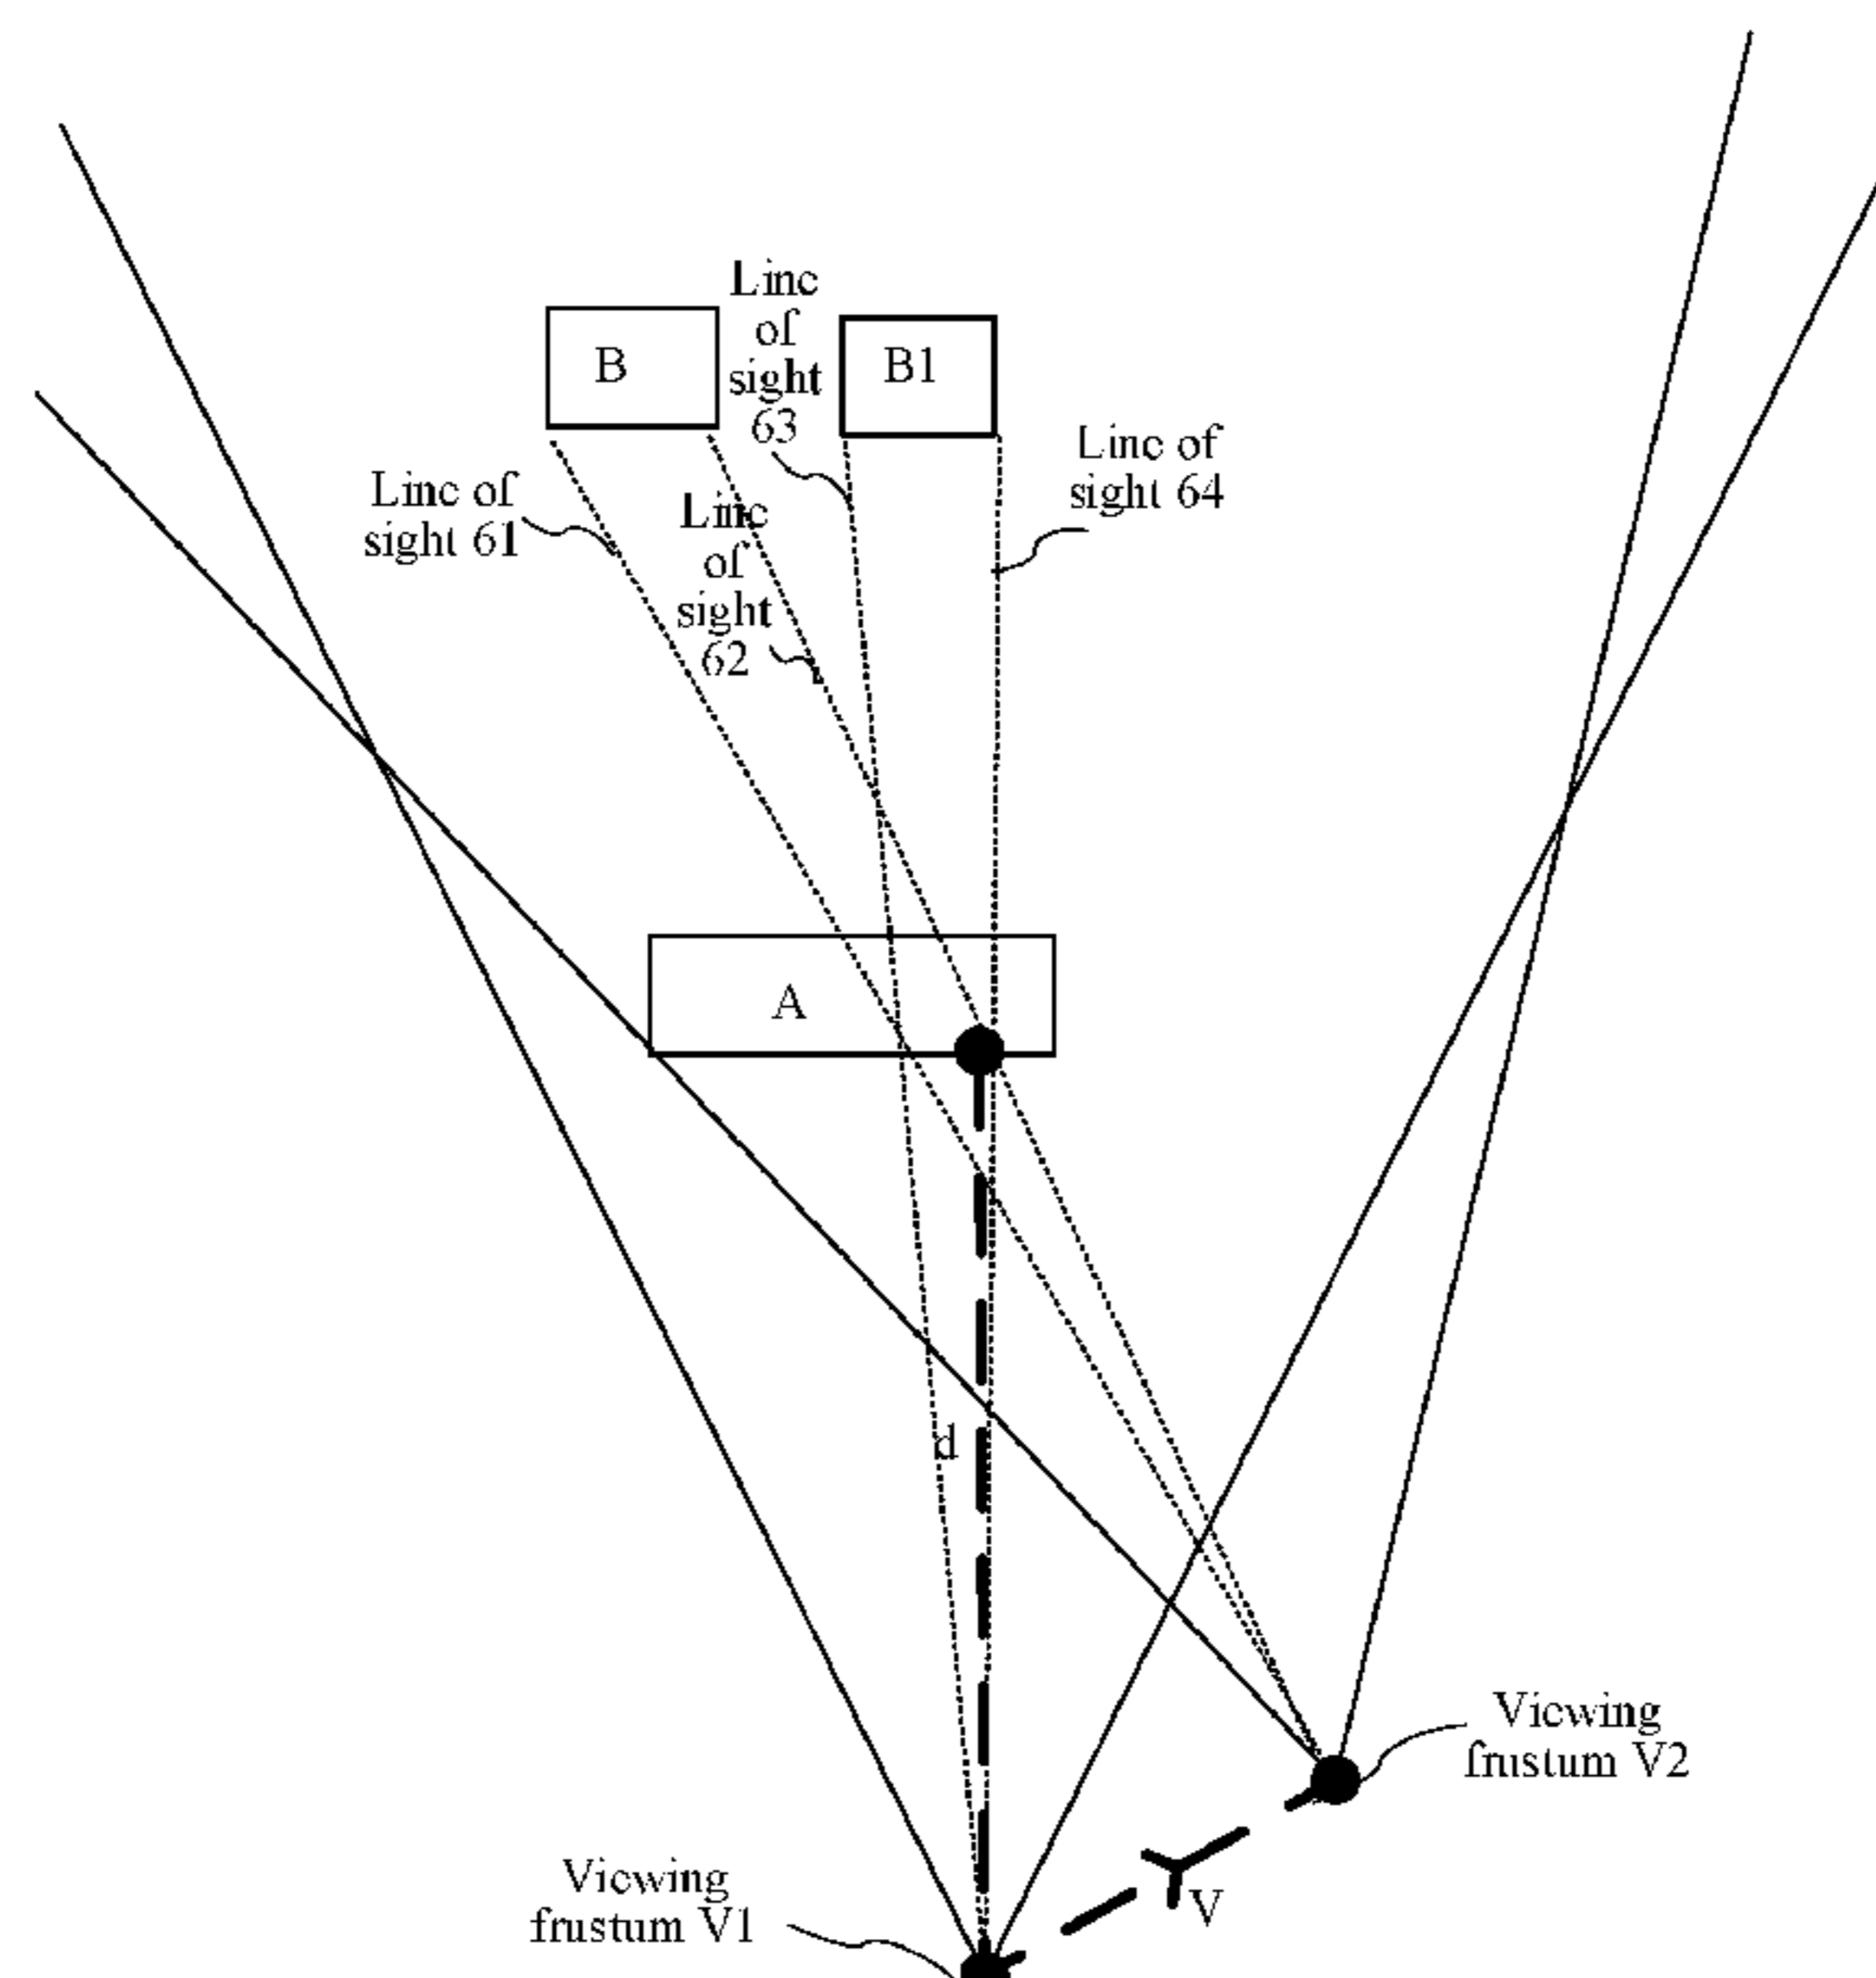 Line
of
sight
63
B
B1
Line of
sight 64
Line of
sight 61
Line
of
sight
62
A
d
Viewing
frustum V2
V
Viewing
frustum V1